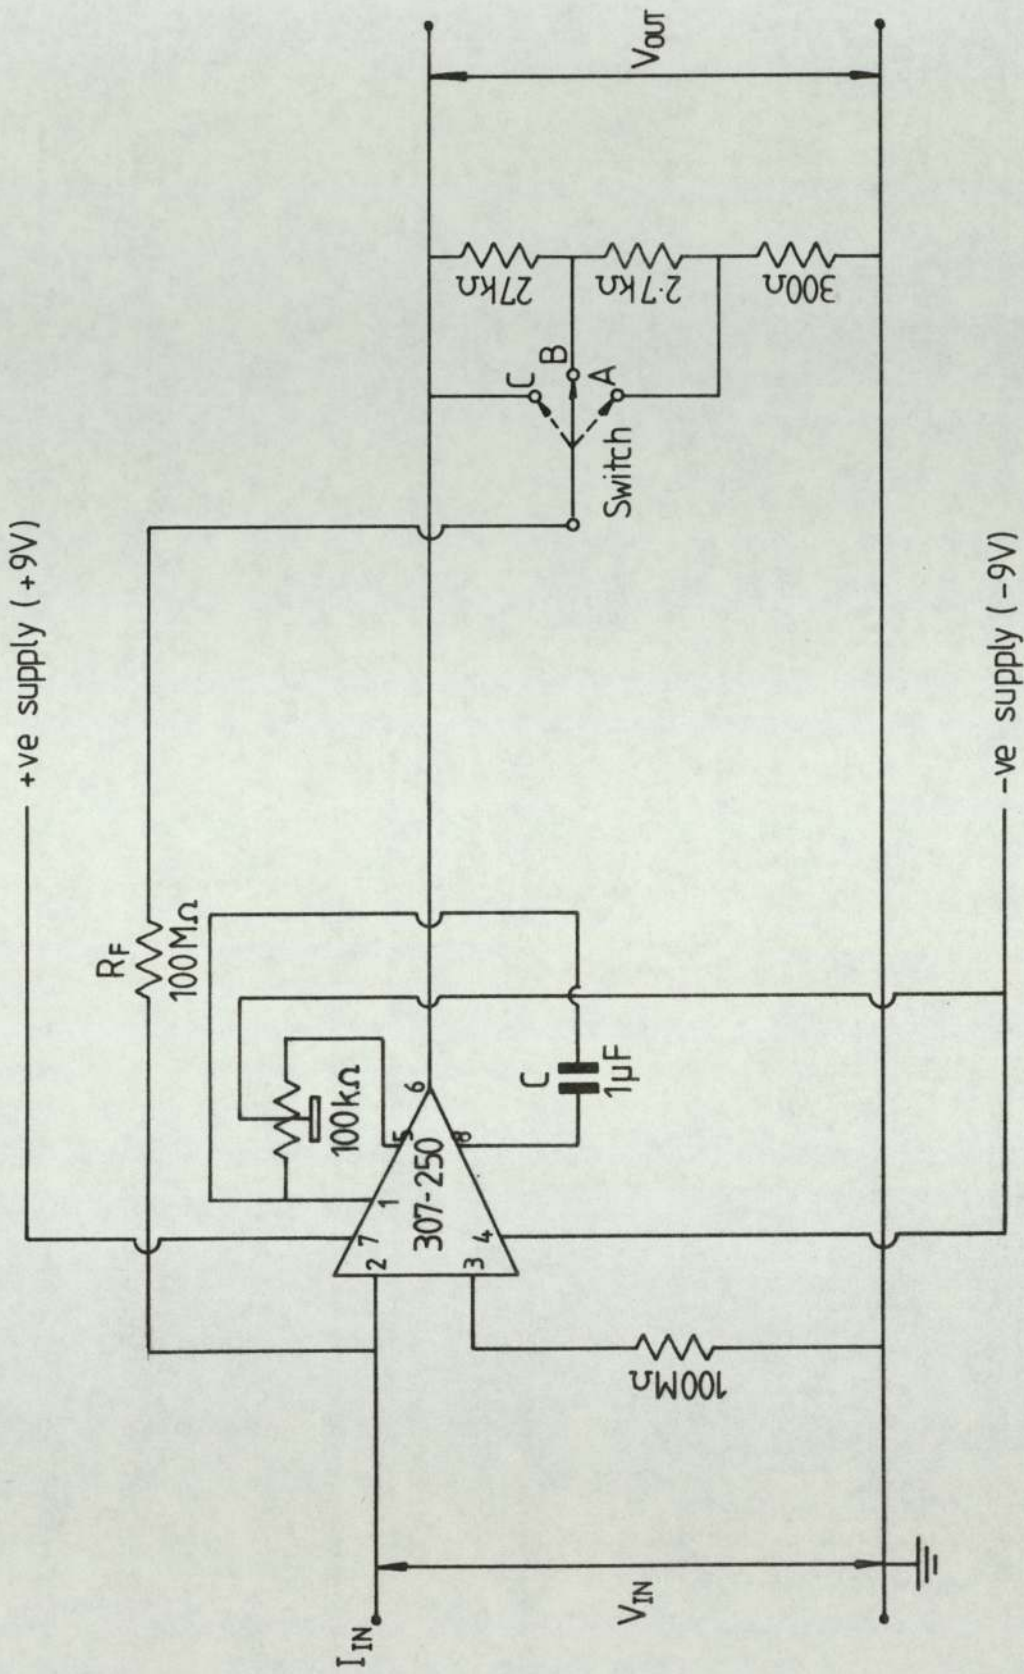 +ve supply (+9V)
RF
100MΩ
100kΩ
I IN
VIN
2
7
1
5
6
3
4
8
307-250
C
1µF
100MΩ
Switch
C
B
A
27kΩ
2·7kΩ
300Ω
VOUT
-ve supply (-9V)